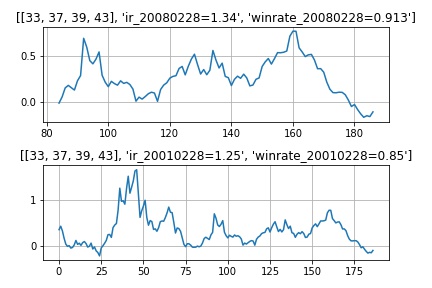 [[33, 37, 39, 43], 'ir_20080228=1.34', 'winrate_20080228=0.913']
0.5
0.0
80 100 120 140 160 180
[[33, 37, 39, 43], 'ir_20010228=1.25', 'winrate_20010228=0.85']
1
0
0 25 50 75 100 125 150 175